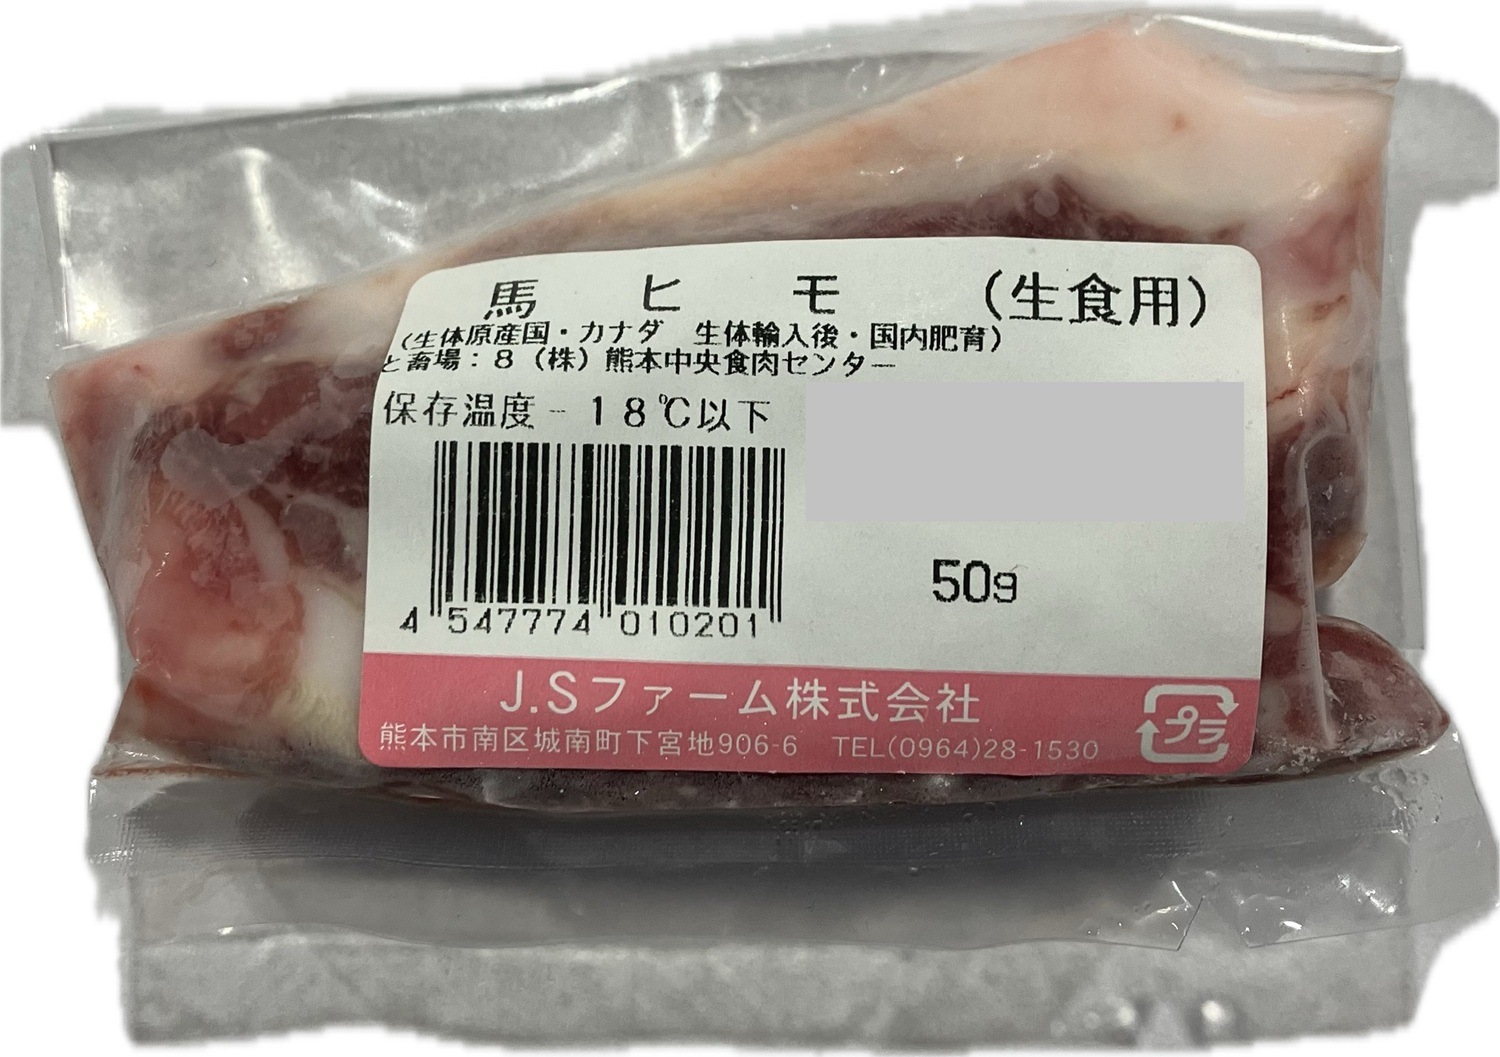 馬 ヒ モ (生食用)
(生体原産国・カナダ 生体輸入後・国内肥育)
と畜場：8（株）熊本中央食肉センター
保存温度-18℃以下
4 547774 010201
50g
J.Sファーム株式会社
熊本市南区城南町下宮地906-6 TEL(0964)28-1530
プラ